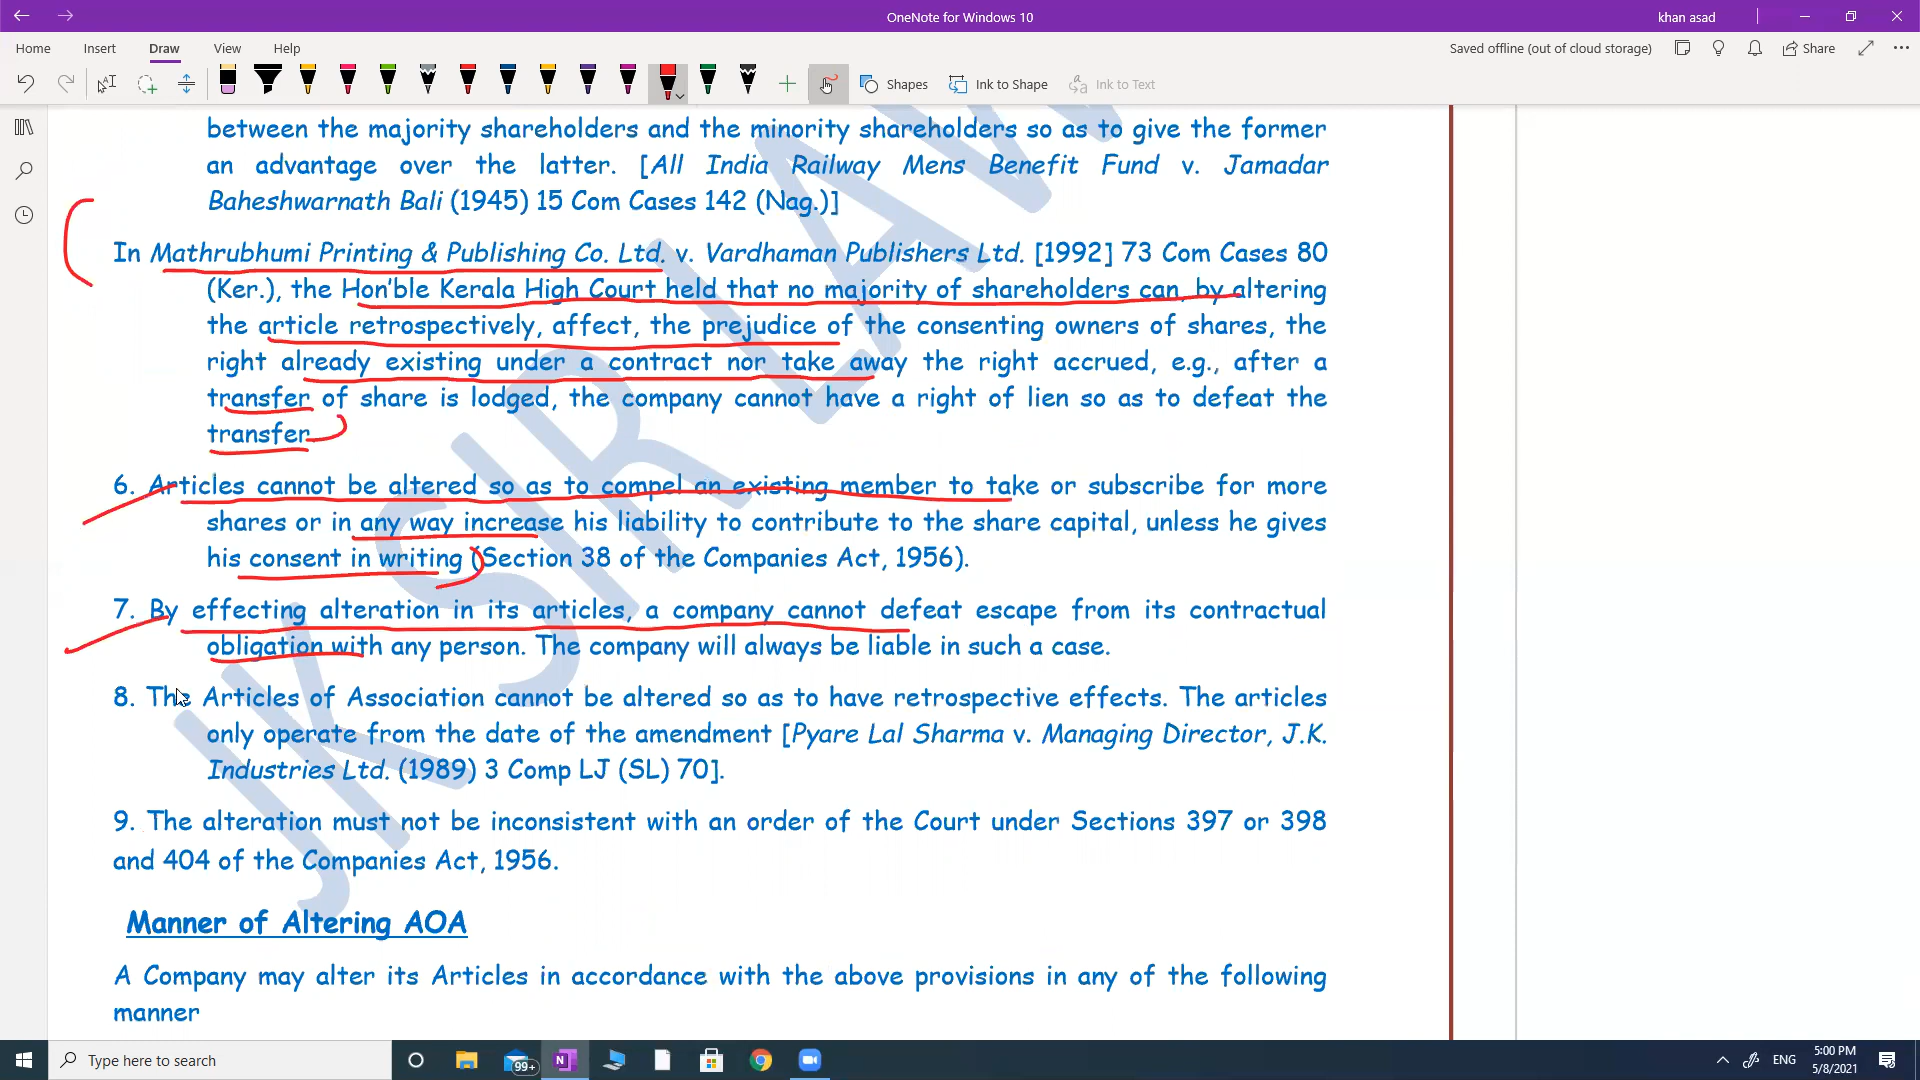 OneNote for Windows 10
khan asad
Home Insert Draw View Help
Saved offline (out of cloud storage)
Share
Shapes
Ink to Shape
Ink to Text
between the majority shareholders and the minority shareholders so as to give the former
an advantage over the latter. [All India Railway Mens Benefit Fund v. Jamadar
Baheshwarnath Bali (1945) 15 Com Cases 142 (Nag.)]
In Mathrubhumi Printing & Publishing Co. Ltd. v. Vardhaman Publishers Ltd. [1992] 73 Com Cases 80
(Ker.), the Hon'ble Kerala High Court held that no majority of shareholders can, by altering
the article retrospectively, affect, the prejudice of the consenting owners of shares, the
right already existing under a contract nor take away the right accrued, e.g., after a
transfer of share is lodged, the company cannot have a right of lien so as to defeat the
transfer
6. Articles cannot be altered so as to compel an existing member to take or subscribe for more
shares or in any way increase his liability to contribute to the share capital, unless he gives
his consent in writing (Section 38 of the Companies Act, 1956).
7. By effecting alteration in its articles, a company cannot defeat escape from its contractual
obligation with any person. The company will always be liable in such a case.
8. The Articles of Association cannot be altered so as to have retrospective effects. The articles
only operate from the date of the amendment [Pyare Lal Sharma v. Managing Director, J.K.
Industries Ltd. (1989) 3 Comp LJ (SL) 70].
9. The alteration must not be inconsistent with an order of the Court under Sections 397 or 398
and 404 of the Companies Act, 1956.
Manner of Altering AOA
A Company may alter its Articles in accordance with the above provisions in any of the following
manner
JK SIR LAW
Type here to search
99+
ENG
5:00 PM
5/8/2021